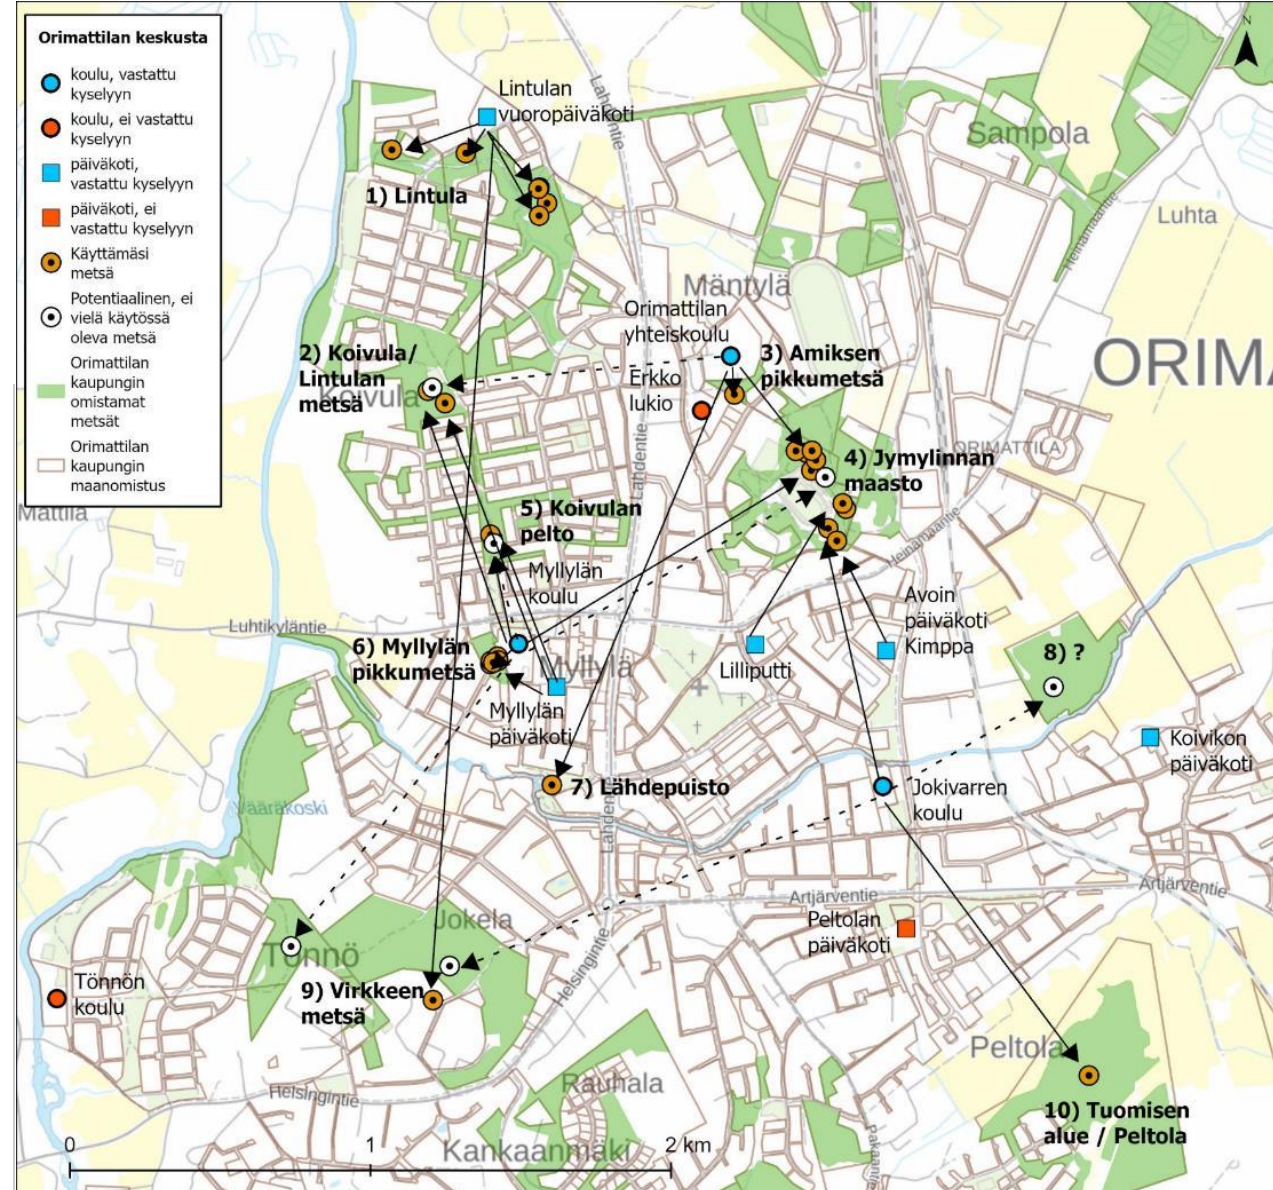 Orimattilan keskusta
koulu, vastattu
kyselyyn
koulu, ei vastattu
kyselyyn
päiväkoti,
vastattu kyselyyn
päiväkoti, ei
vastattu kyselyyn
Käyttämäsi
metsä
Potentiaalinen, ei
vielä käytössä
oleva metsä
Orimattilan
kaupungin
omistamat
metsät
Orimattilan
kaupungin
maanomistus
N
Lintulan
vuoropäiväkoti
Lahdentie
Sampola
1) Lintula
Luhta
Heinämaantie
Mäntylä
Orimattilan
yhteiskoulu
2) Koivula/
Lintulan
metsä
Koivula
3) Amiksen
pikkumetsä
ORIMA
Erkko
lukio
Lahdentie
ORIMATTILA
4) Jymylinnan
maasto
Mattila
5) Koivulan
pelto
Heinämaantie
Myllylän
koulu
Avoin
päiväkoti
Kimppa
Luhtikyläntie
6) Myllylän
pikkumetsä
Myllylä
Lilliputti
8) ?
Myllylän
päiväkoti
Koivikon
päiväkoti
7) Lähdepuisto
Jokivarren
koulu
Vääräkoski
Lahdentie
Artjärventie
Artjärventie
Jokela
Peltolan
päiväkoti
Tönnö
Tönnön
koulu
9) Virkkeen
metsä
Helsingintie
Peltola
Helsingintie
Rauhala
10) Tuomisen
alue / Peltola
Kankaanmäki
Pakaantie
0
1
2 km